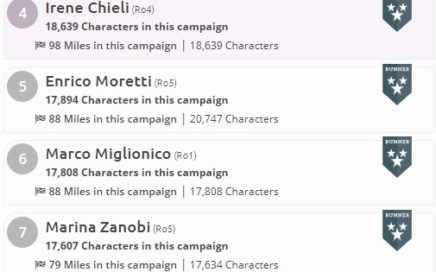 4
Irene Chieli (Ro4)
18,639 Characters in this campaign
98 Miles in this campaign | 18,639 Characters
5
Enrico Moretti (Ro5)
17,894 Characters in this campaign
88 Miles in this campaign | 20,747 Characters
RUNNER
6
Marco Miglionico (Ro1)
17,808 Characters in this campaign
88 Miles in this campaign | 17,808 Characters
RUNNER
7
Marina Zanobi (Ro5)
17,607 Characters in this campaign
79 Miles in this campaign | 17,634 Characters
RUNNER